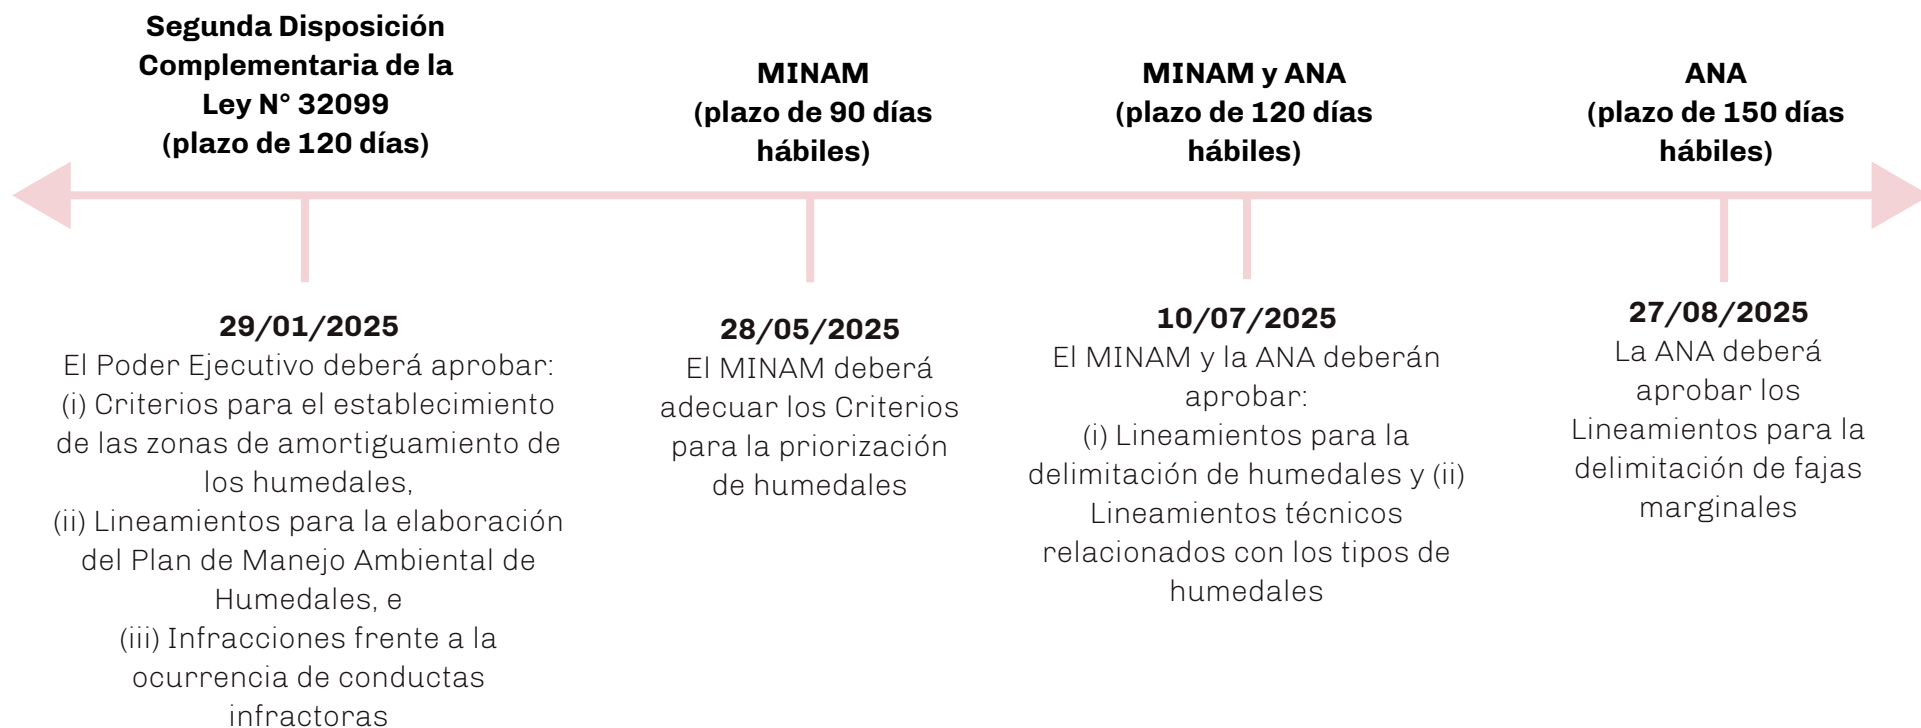 Segunda Disposición
Complementaria de la
Ley N° 32099
(plazo de 120 días)
MINAM
(plazo de 90 días
hábiles)
MINAM y ANA
(plazo de 120 días
hábiles)
ANA
(plazo de 150 días
hábiles)
29/01/2025
El Poder Ejecutivo deberá aprobar:
(i) Criterios para el establecimiento
de las zonas de amortiguamiento de
los humedales,
(ii) Lineamientos para la elaboración
del Plan de Manejo Ambiental de
Humedales, e
(iii) Infracciones frente a la
ocurrencia de conductas
infractoras
28/05/2025
El MINAM deberá
adecuar los Criterios
para la priorización
de humedales
10/07/2025
El MINAM y la ANA deberán
aprobar:
(i) Lineamientos para la
delimitación de humedales y (ii)
Lineamientos técnicos
relacionados con los tipos de
humedales
27/08/2025
La ANA deberá
aprobar los
Lineamientos para la
delimitación de fajas
marginales